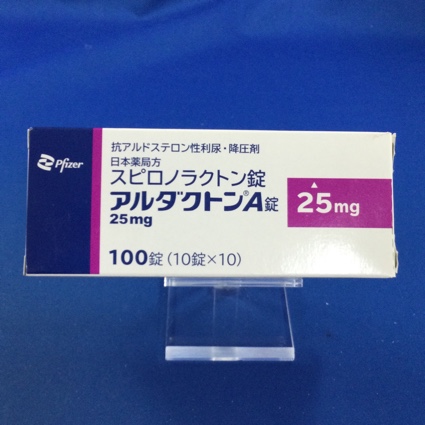 Pfizer
抗アルドステロン性利尿・降圧剤
日本薬局方
スピロノラクトン錠
アルダクトン®A錠
25mg
25mg
100錠(10錠×10)